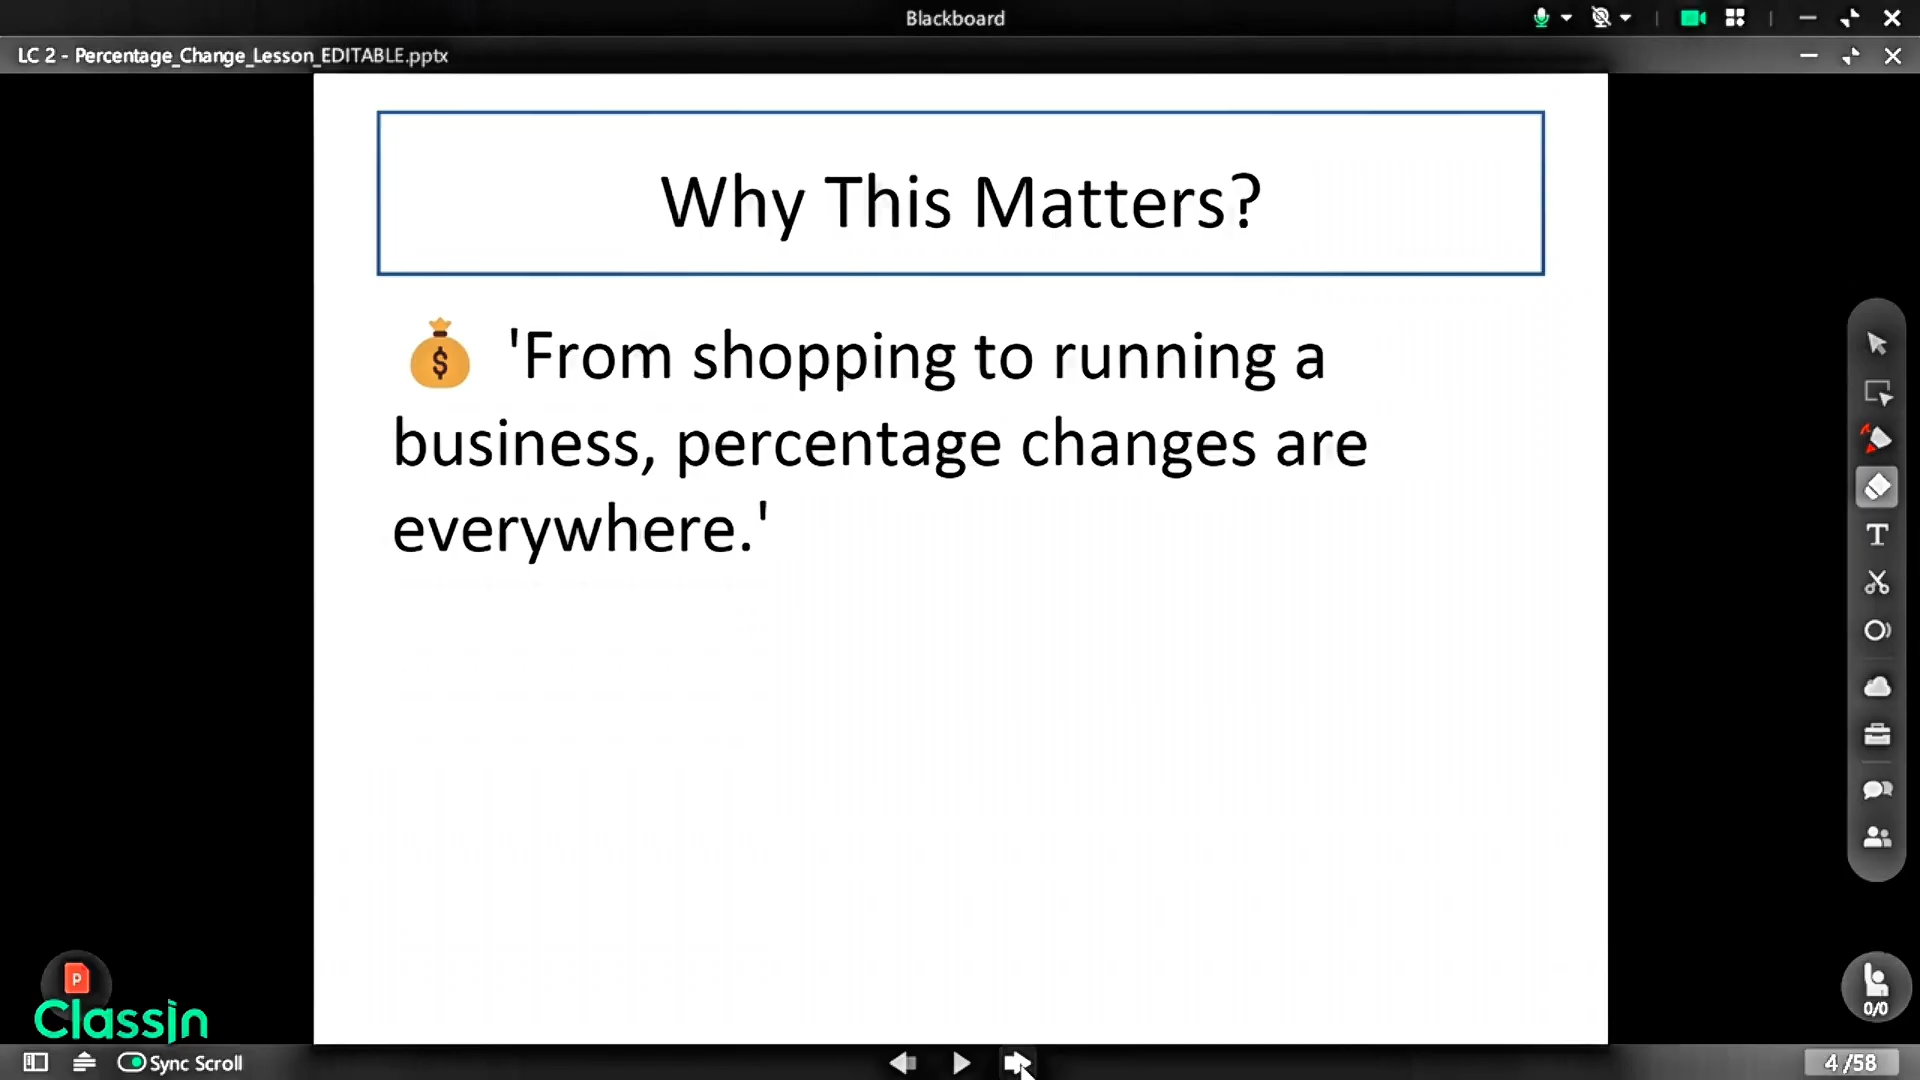 Blackboard
LC 2 - Percentage_Change_Lesson_EDITABLE.pptx
Why This Matters?
$ 'From shopping to running a
business, percentage changes are
everywhere.'
T
P
ClassIn
0/0
Sync Scroll
4/58